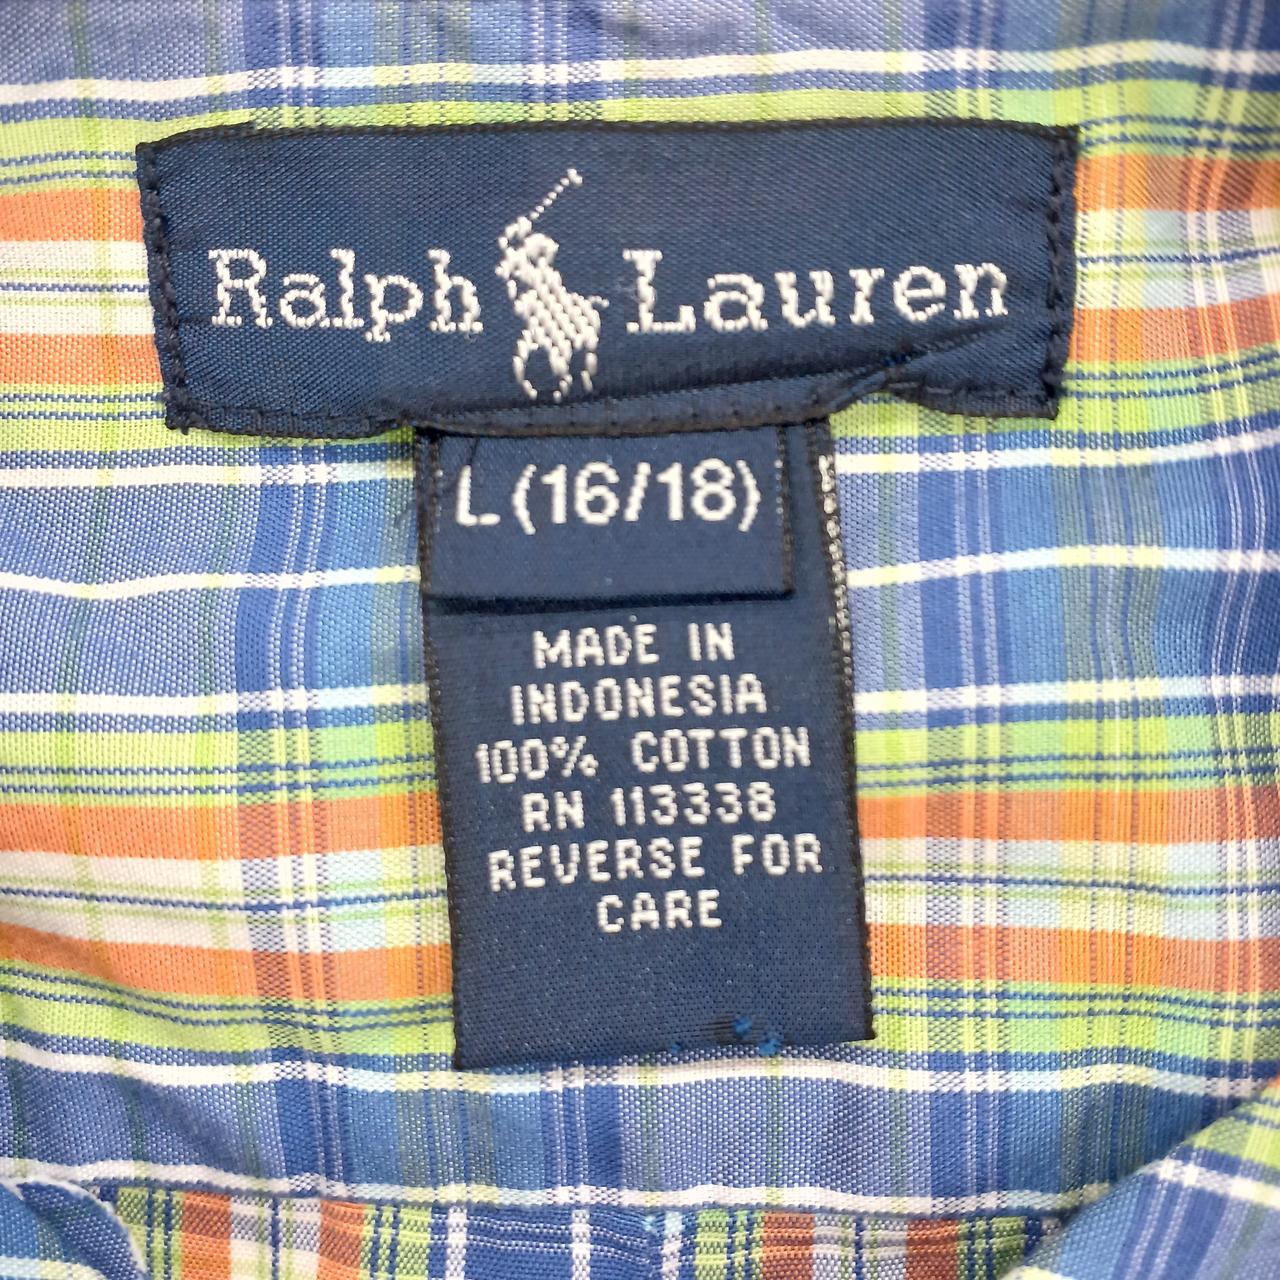 Ralph Lauren
L (16/18)
MADE IN
INDONESIA
100% COTTON
RN 113338
REVERSE FOR
CARE